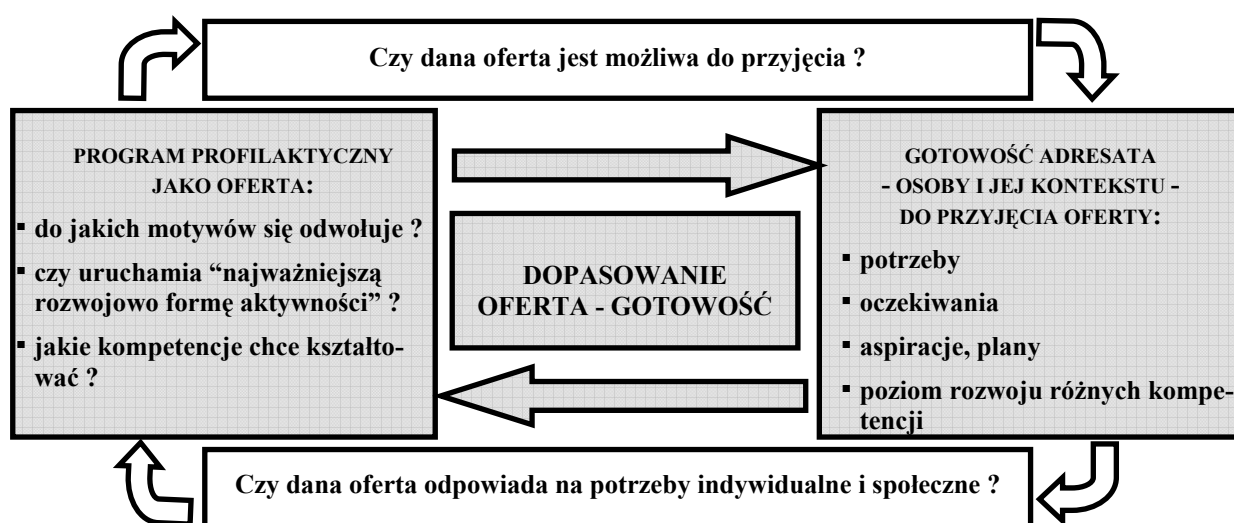 Czy dana oferta jest możliwa do przyjęcia ?
PROGRAM PROFILAKTYCZNY
JAKO OFERTA:
▪ do jakich motywów się odwołuje ?
▪ czy uruchamia “najważniejszą
rozwojowo formę aktywności” ?
▪ jakie kompetencje chce kształto-
wać ?
DOPASOWANIE
OFERTA - GOTOWOŚĆ
GOTOWOŚĆ ADRESATA
- OSOBY I JEJ KONTEKSTU -
DO PRZYJĘCIA OFERTY:
▪ potrzeby
▪ oczekiwania
▪ aspiracje, plany
▪ poziom rozwoju różnych kompe-
tencji
Czy dana oferta odpowiada na potrzeby indywidualne i społeczne ?